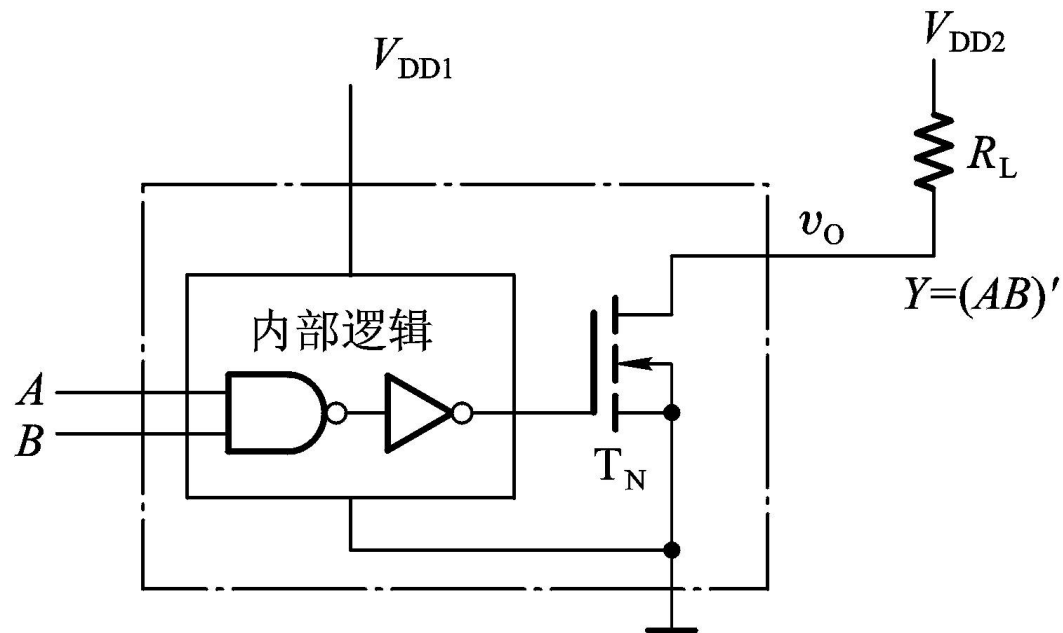 V_DD1
V_DD2
R_L
v_O
Y=(AB)′
内部逻辑
A
B
T_N